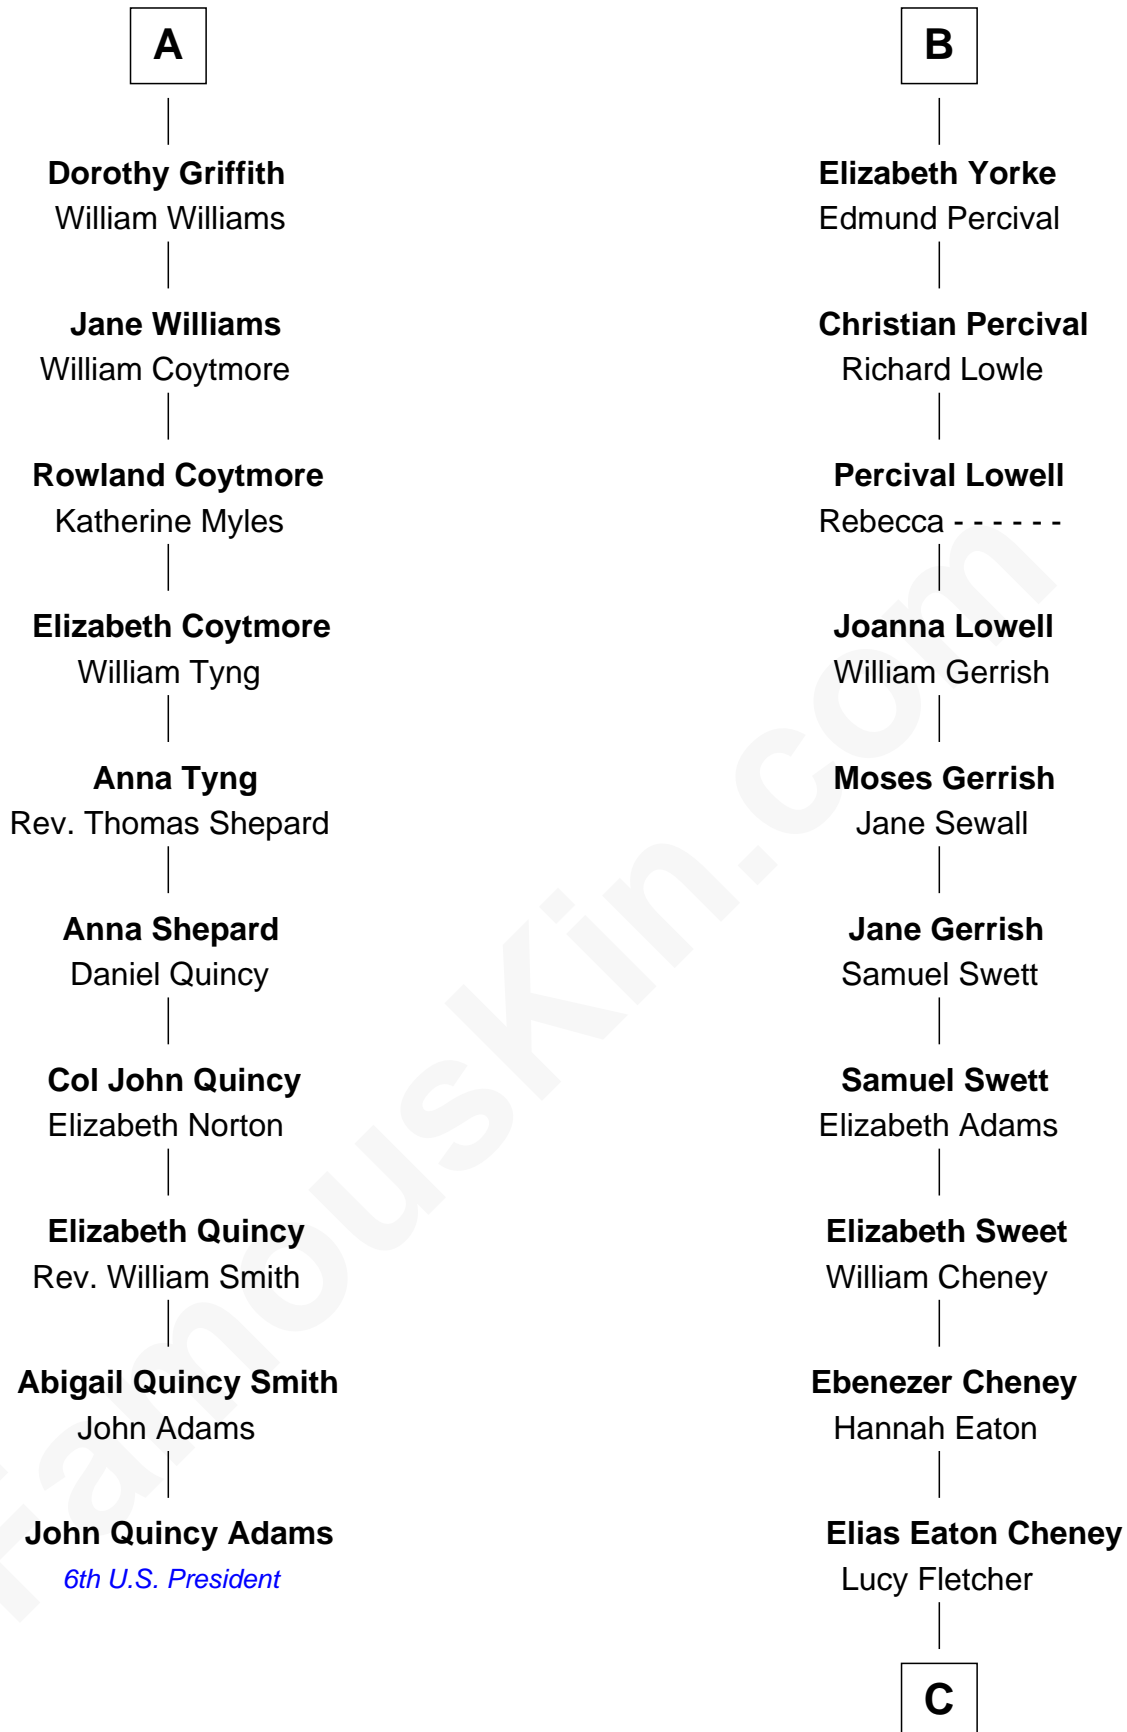 A
Dorothy Griffith
William Williams
Jane Williams
William Coytmore
Rowland Coytmore
Katherine Myles
Elizabeth Coytmore
William Tyng
Anna Tyng
Rev. Thomas Shepard
Anna Shepard
Daniel Quincy
Col John Quincy
Elizabeth Norton
Elizabeth Quincy
Rev. William Smith
Abigail Quincy Smith
John Adams
John Quincy Adams
6th U.S. President
B
Elizabeth Yorke
Edmund Percival
Christian Percival
Richard Lowle
Percival Lowell
Rebecca - - - - - -
Joanna Lowell
William Gerrish
Moses Gerrish
Jane Sewall
Jane Gerrish
Samuel Swett
Samuel Swett
Elizabeth Adams
Elizabeth Sweet
William Cheney
Ebenezer Cheney
Hannah Eaton
Elias Eaton Cheney
Lucy Fletcher
C
FamousKin.com